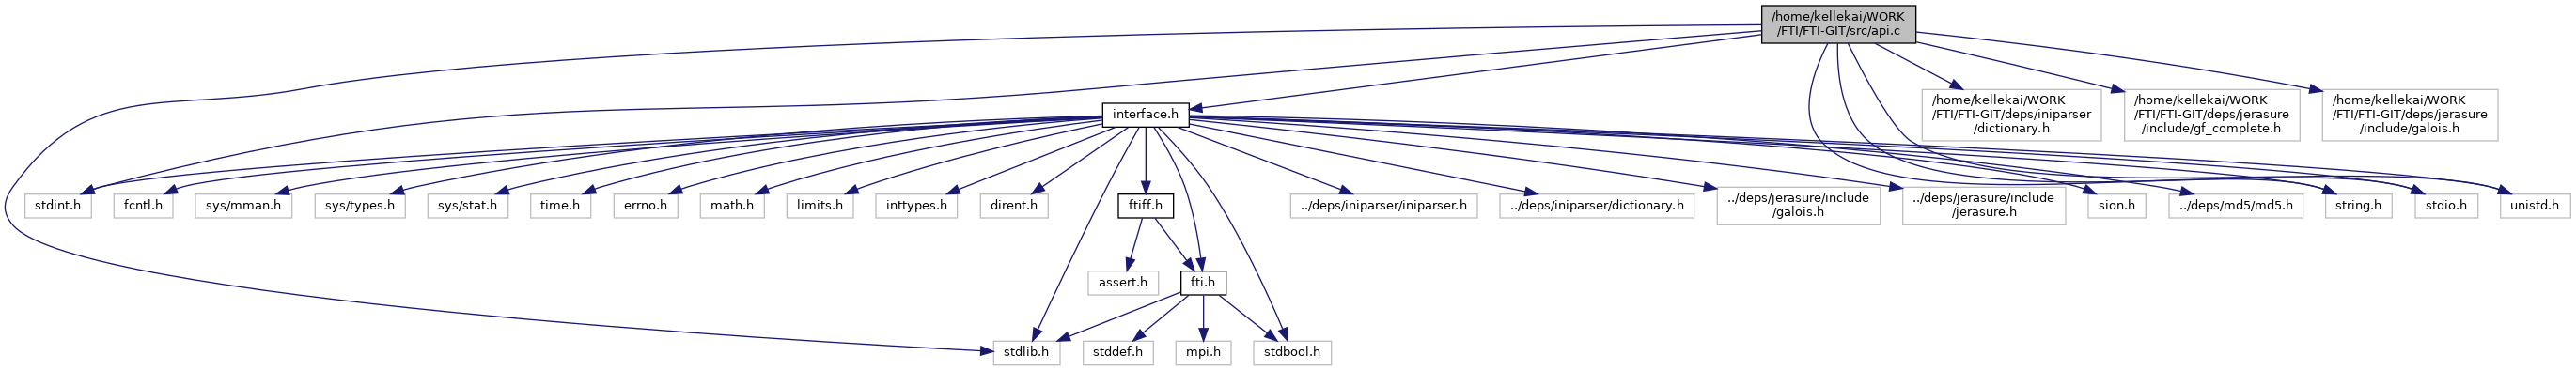 /home/kellekai/WORK
/FTI/FTI-GIT/src/api.c
/home/kellekai/WORK
/FTI/FTI-GIT/deps/iniparser
/dictionary.h
/home/kellekai/WORK
/FTI/FTI-GIT/deps/jerasure
/include/gf_complete.h
/home/kellekai/WORK
/FTI/FTI-GIT/deps/jerasure
/include/galois.h
interface.h
stdint.h
fcntl.h
sys/mman.h
sys/types.h
sys/stat.h
time.h
errno.h
math.h
limits.h
inttypes.h
dirent.h
ftiff.h
../deps/iniparser/iniparser.h
../deps/iniparser/dictionary.h
../deps/jerasure/include
/galois.h
../deps/jerasure/include
/jerasure.h
sion.h
../deps/md5/md5.h
string.h
stdio.h
unistd.h
assert.h
fti.h
stdlib.h
stddef.h
mpi.h
stdbool.h